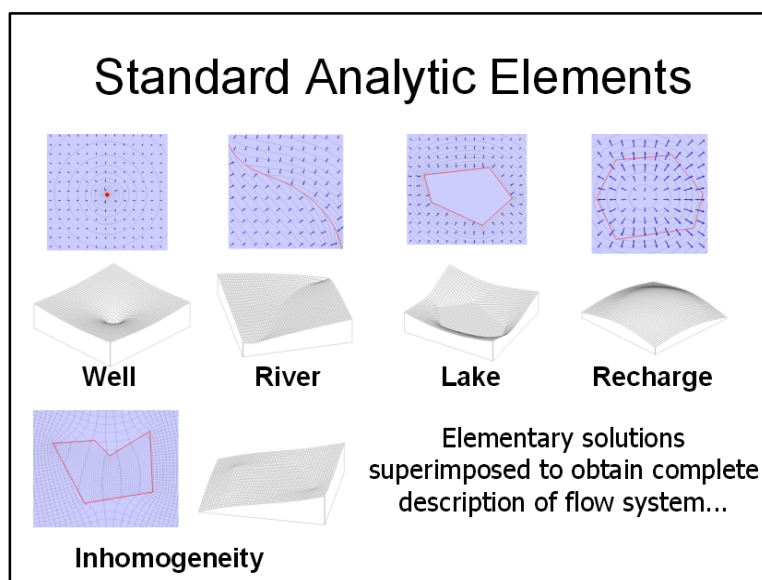 Standard Analytic Elements
Well
River
Lake
Recharge
Inhomogeneity
Elementary solutions
superimposed to obtain complete
description of flow system...